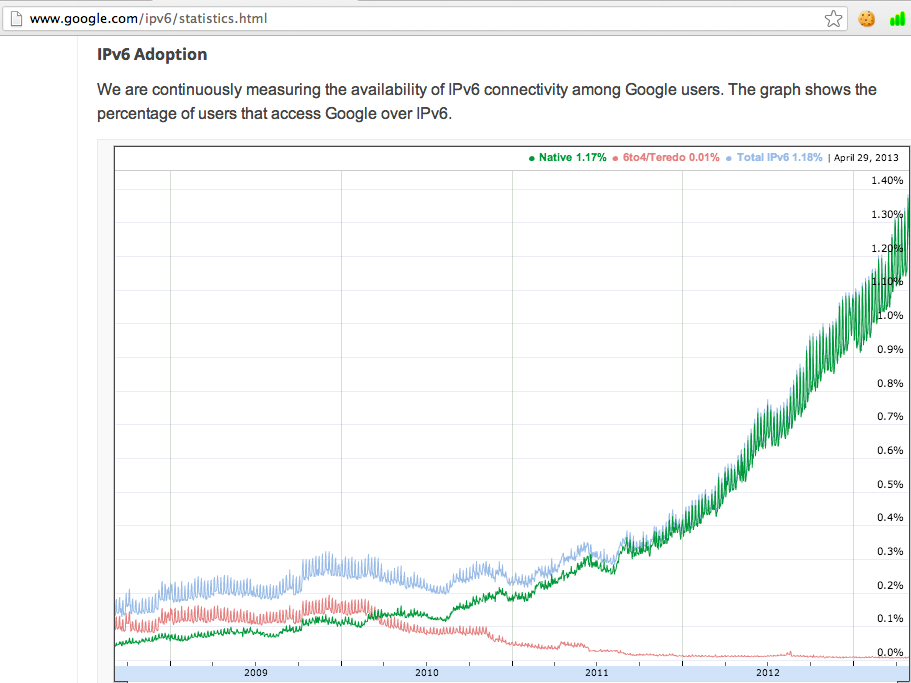 www.google.com/ipv6/statistics.html
IPv6 Adoption
We are continuously measuring the availability of IPv6 connectivity among Google users. The graph shows the
percentage of users that access Google over IPv6.
● Native 1.17% ● 6to4/Teredo 0.01% ● Total IPv6 1.18% | April 29, 2013
1.40%
1.30%
1.20%
1.10%
1.0%
0.9%
0.8%
0.7%
0.6%
0.5%
0.4%
0.3%
0.2%
0.1%
0.0%
2009 2010 2011 2012